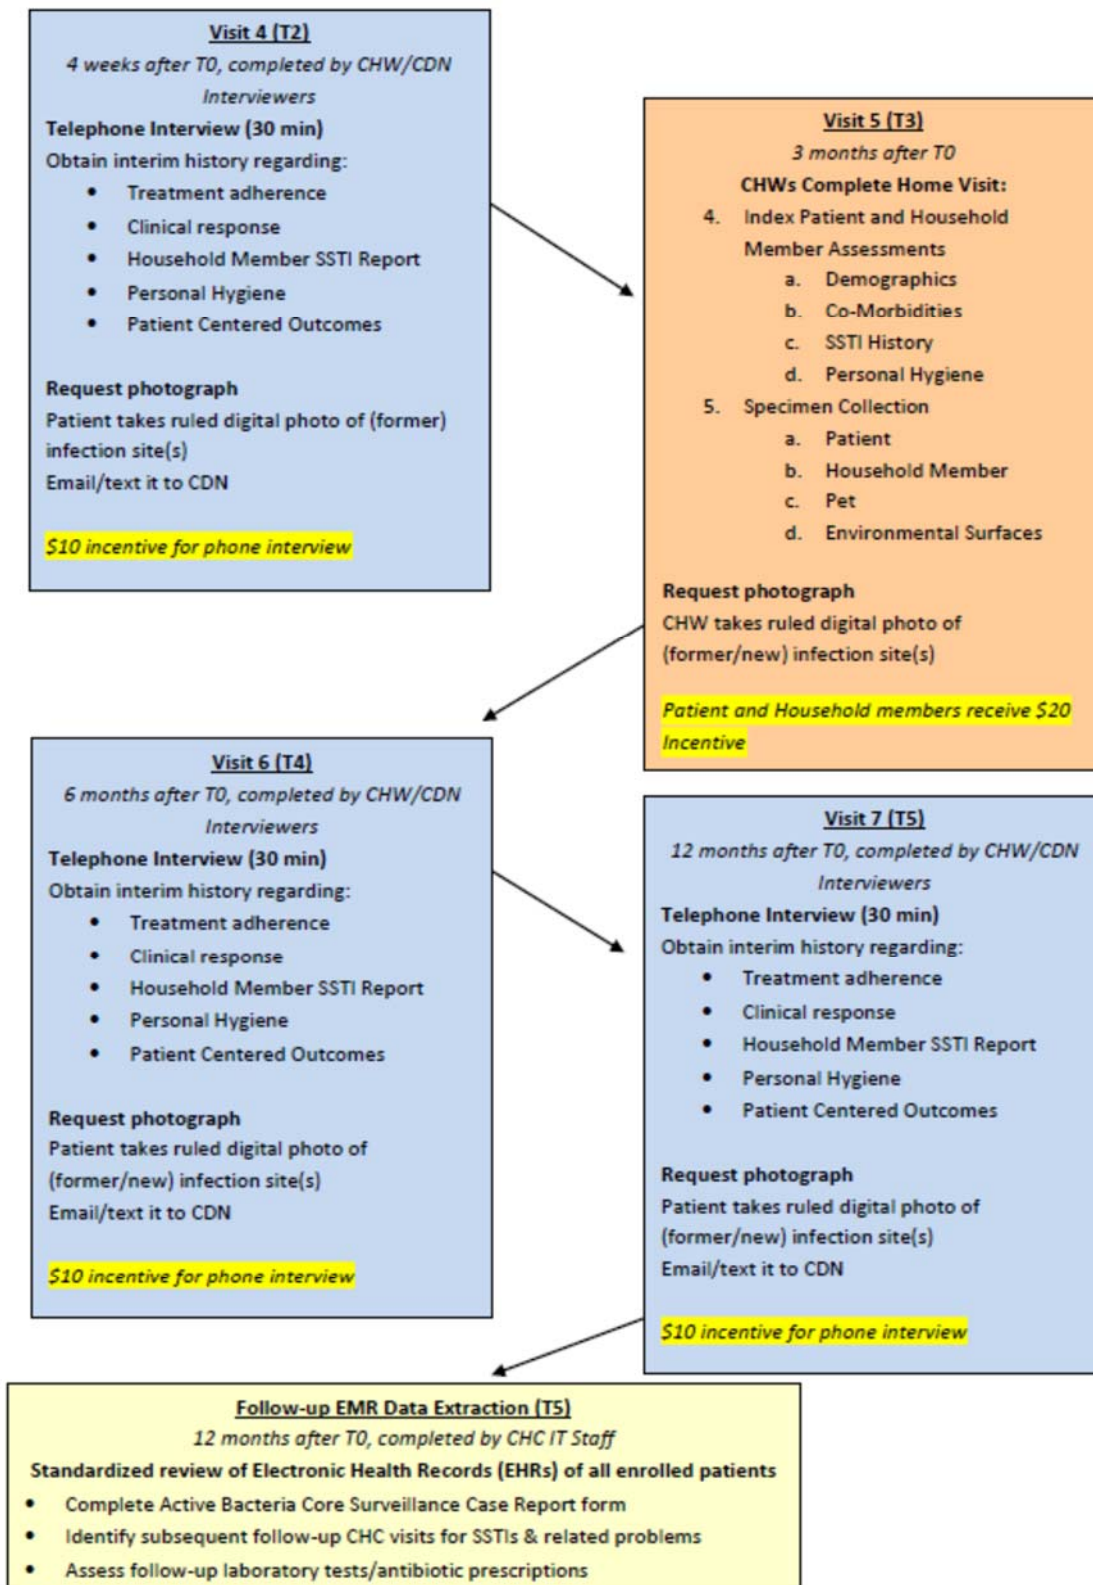 Visit 4 (T2)
4 weeks after T0, completed by CHW/CDN
Interviewers
Telephone Interview (30 min)
Obtain interim history regarding:
• Treatment adherence
• Clinical response
• Household Member SSTI Report
• Personal Hygiene
• Patient Centered Outcomes
Request photograph
Patient takes ruled digital photo of (former)
infection site(s)
Email/text it to CDN
$10 incentive for phone interview
Visit 5 (T3)
3 months after T0
CHWs Complete Home Visit:
4. Index Patient and Household
Member Assessments
a. Demographics
b. Co-Morbidities
c. SSTI History
d. Personal Hygiene
5. Specimen Collection
a. Patient
b. Household Member
c. Pet
d. Environmental Surfaces
Request photograph
CHW takes ruled digital photo of
(former/new) infection site(s)
Patient and Household members receive $20
Incentive
Visit 6 (T4)
6 months after T0, completed by CHW/CDN
Interviewers
Telephone Interview (30 min)
Obtain interim history regarding:
• Treatment adherence
• Clinical response
• Household Member SSTI Report
• Personal Hygiene
• Patient Centered Outcomes
Request photograph
Patient takes ruled digital photo of
(former/new) infection site(s)
Email/text it to CDN
$10 incentive for phone interview
Visit 7 (T5)
12 months after T0, completed by CHW/CDN
Interviewers
Telephone Interview (30 min)
Obtain interim history regarding:
• Treatment adherence
• Clinical response
• Household Member SSTI Report
• Personal Hygiene
• Patient Centered Outcomes
Request photograph
Patient takes ruled digital photo of
(former/new) infection site(s)
Email/text it to CDN
$10 incentive for phone interview
Follow-up EMR Data Extraction (T5)
12 months after T0, completed by CHC IT Staff
Standardized review of Electronic Health Records (EHRs) of all enrolled patients
• Complete Active Bacteria Core Surveillance Case Report form
• Identify subsequent follow-up CHC visits for SSTIs & related problems
• Assess follow-up laboratory tests/antibiotic prescriptions